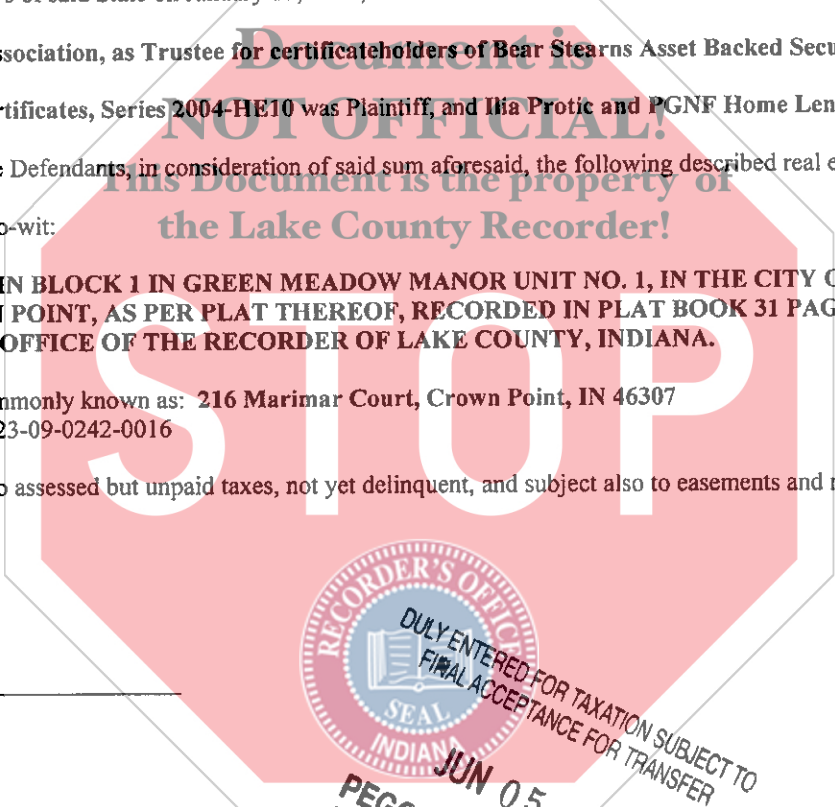 ssociation, as Trustee for certificateholders of Bear Stearns Asset Backed Secu
Document is
rtificates, Series 2004-HE10 was Plaintiff, and Ilia Protic and PGNF Home Len
NOT OFFICIAL!
Defendants, in consideration of said sum aforesaid, the following described real e
This Document is the property of
o-wit:
the Lake County Recorder!
IN BLOCK 1 IN GREEN MEADOW MANOR UNIT NO. 1, IN THE CITY O
POINT, AS PER PLAT THEREOF, RECORDED IN PLAT BOOK 31 PAG
OFFICE OF THE RECORDER OF LAKE COUNTY, INDIANA.
STOP
mmonly known as: 216 Marimar Court, Crown Point, IN 46307
23-09-0242-0016
o assessed but unpaid taxes, not yet delinquent, and subject also to easements and
RECORDER'S OFFICE
SEAL
INDIANA
DULY ENTERED FOR TAXATION SUBJECT TO
FINAL ACCEPTANCE FOR TRANSFER
JUN 05